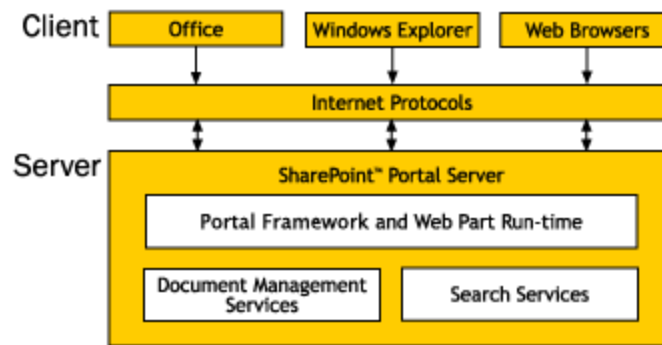 Client
Office
Windows Explorer
Web Browsers
Internet Protocols
Server
SharePoint™ Portal Server
Portal Framework and Web Part Run-time
Document Management
Services
Search Services